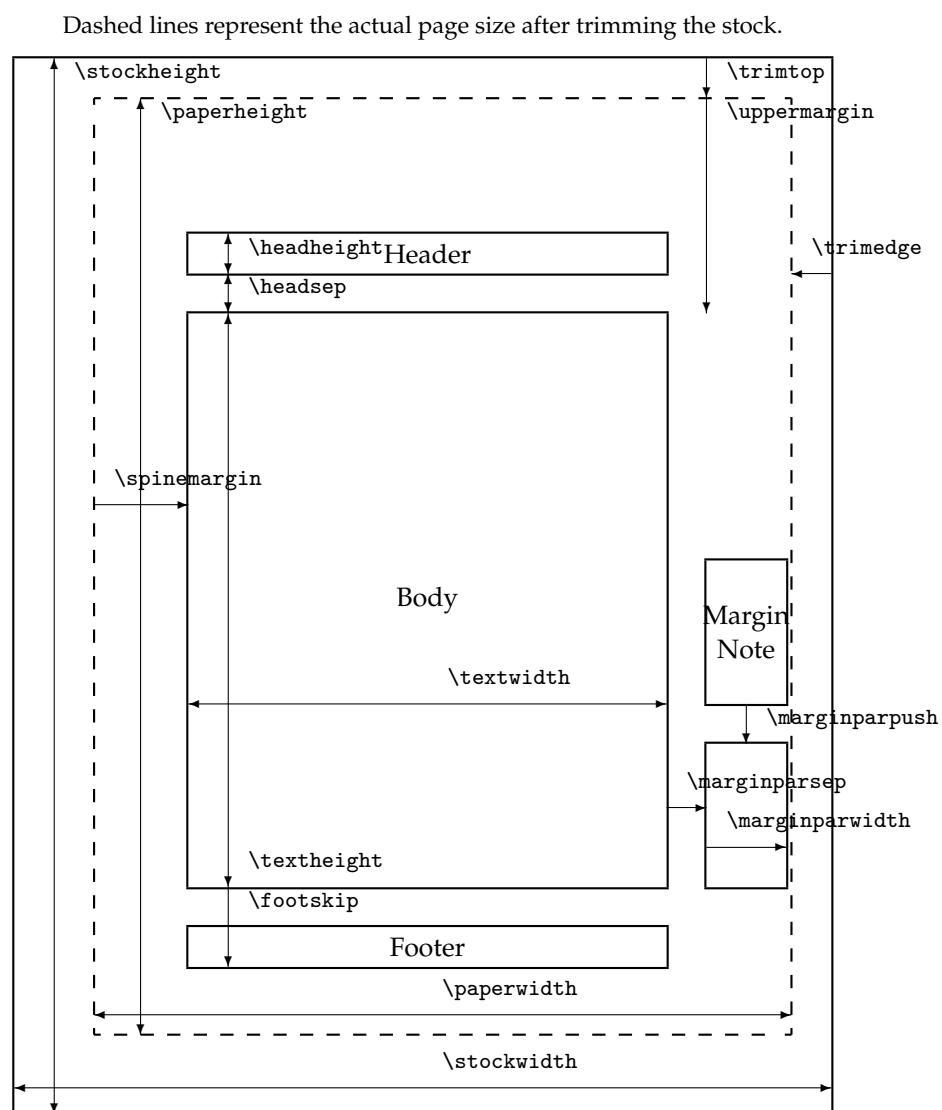 Dashed lines represent the actual page size after trimming the stock.
\stockheight
\trimtop
\paperheight
\uppermargin
\headheight
Header
\trimedge
\headsep
\spinemargin
Body
Margin
Note
\textwidth
\marginparpush
\marginparsep
\marginparwidth
\textheight
\footskip
Footer
\paperwidth
\stockwidth